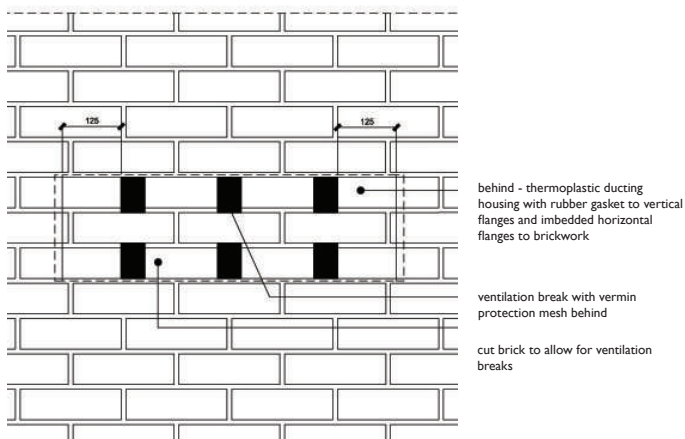 125
125
behind - thermoplastic ducting
housing with rubber gasket to vertical
flanges and imbedded horizontal
flanges to brickwork
ventilation break with vermin
protection mesh behind
cut brick to allow for ventilation
breaks